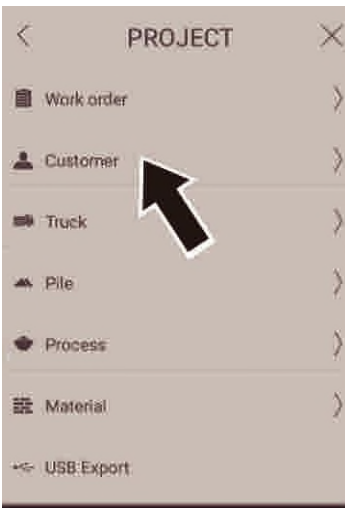 PROJECT
Work order
Customer
Truck
Pile
Process
Material
USB Export